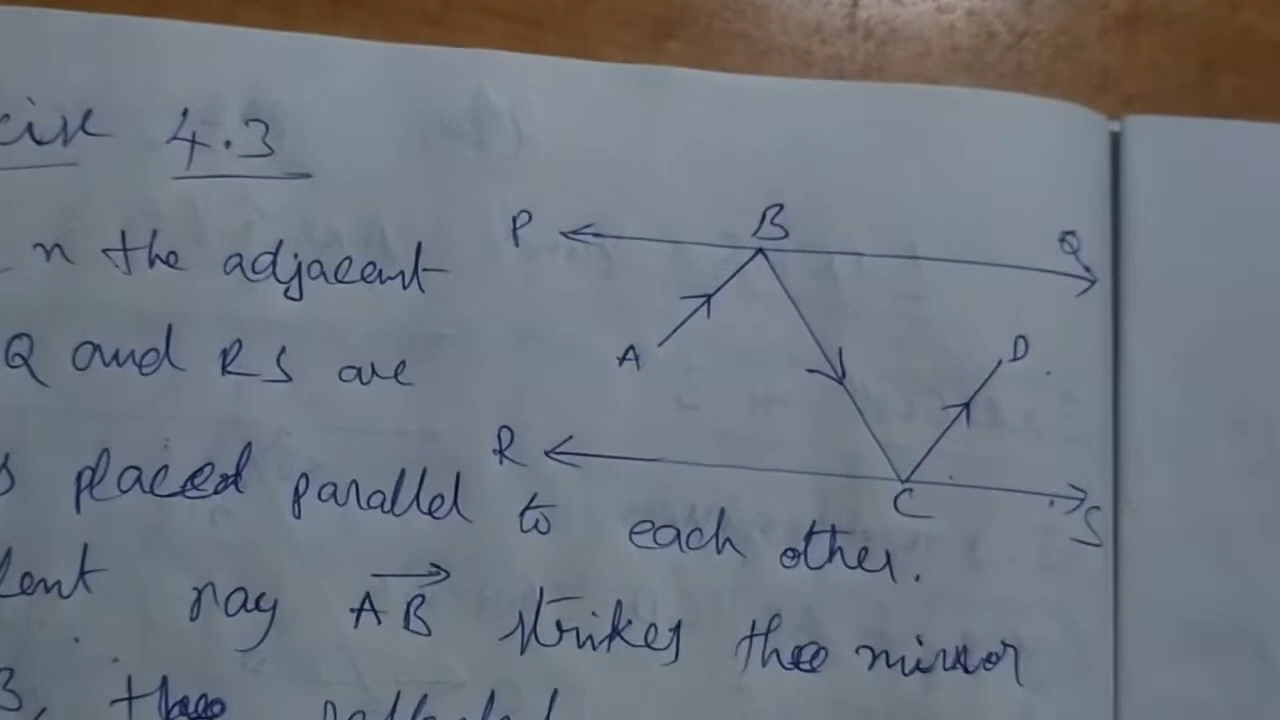 4.3
n the adjacent
P B Q
Q and RS are
A D
R
placed parallel to each other.
C S
ray AB strikes the mirror